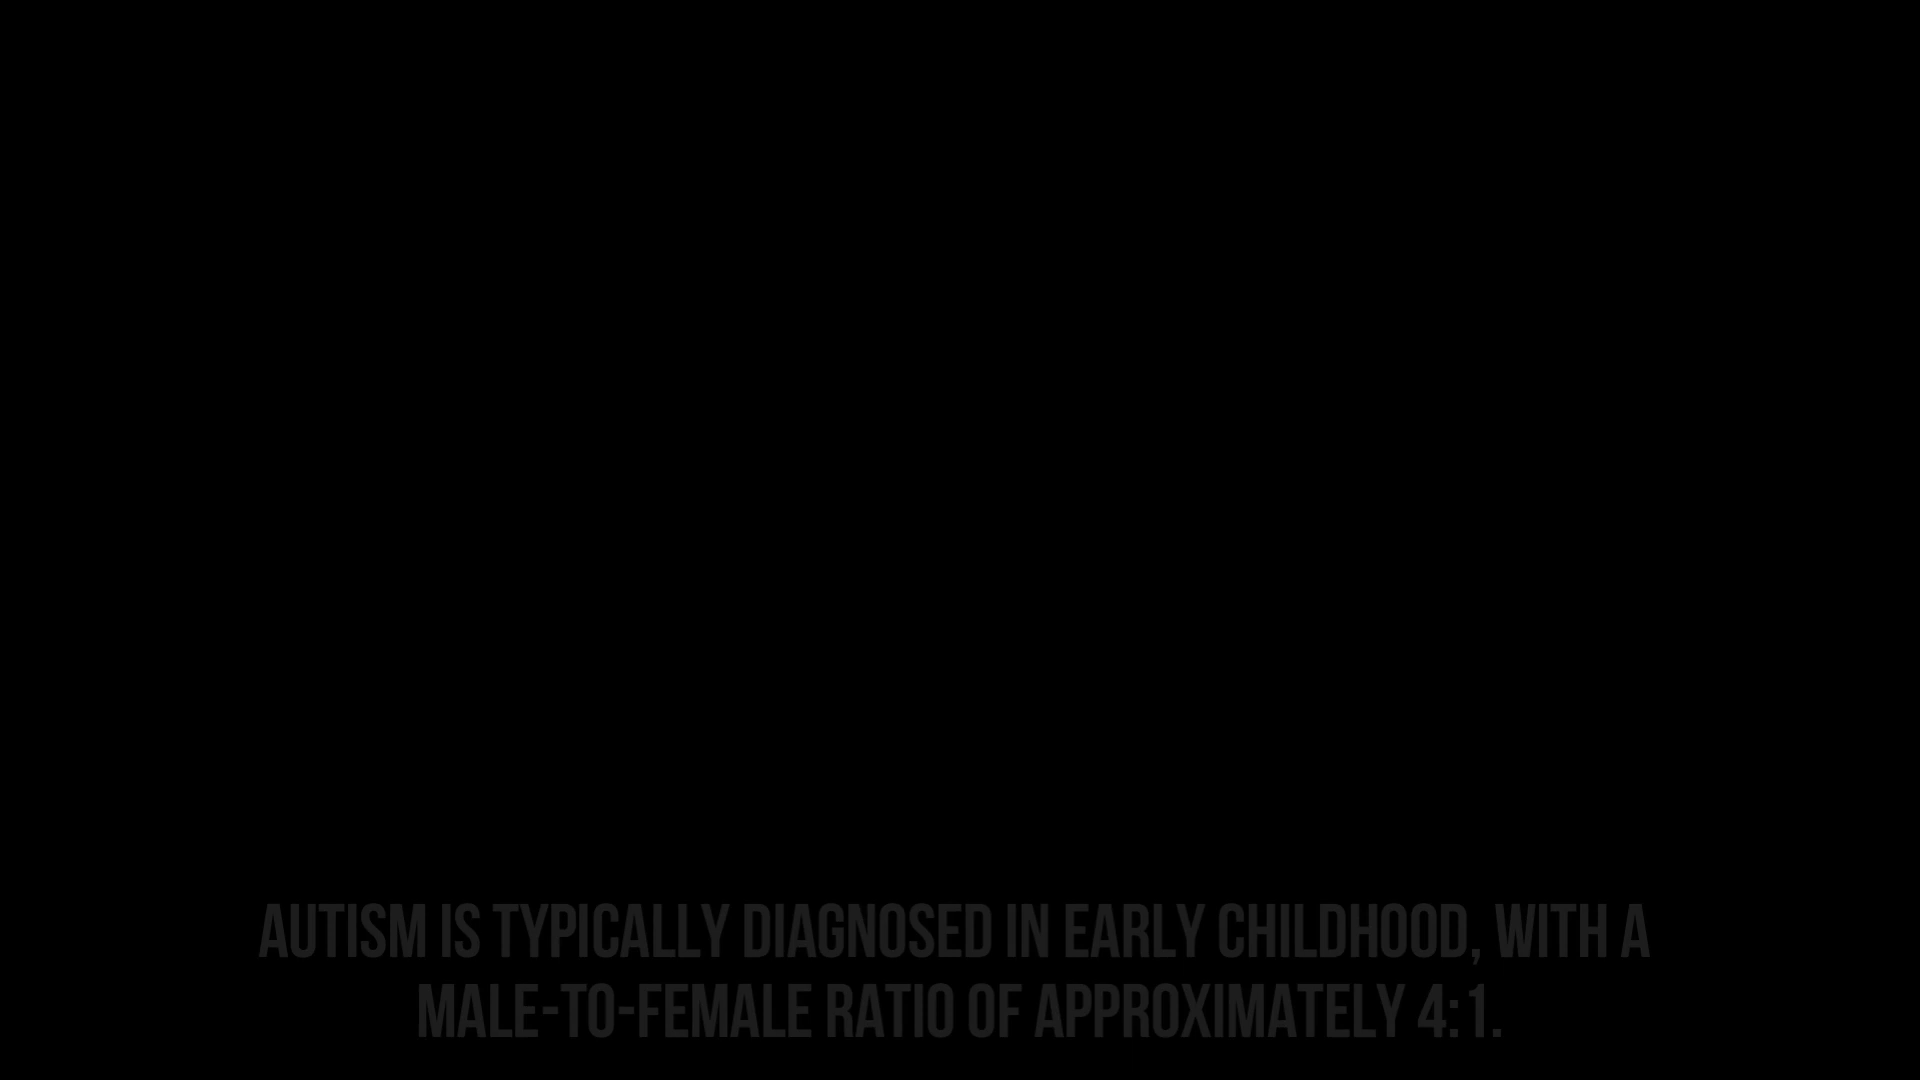 AUTISM IS TYPICALLY DIAGNOSED IN EARLY CHILDHOOD, WITH A
MALE-TO-FEMALE RATIO OF APPROXIMATELY 4:1.